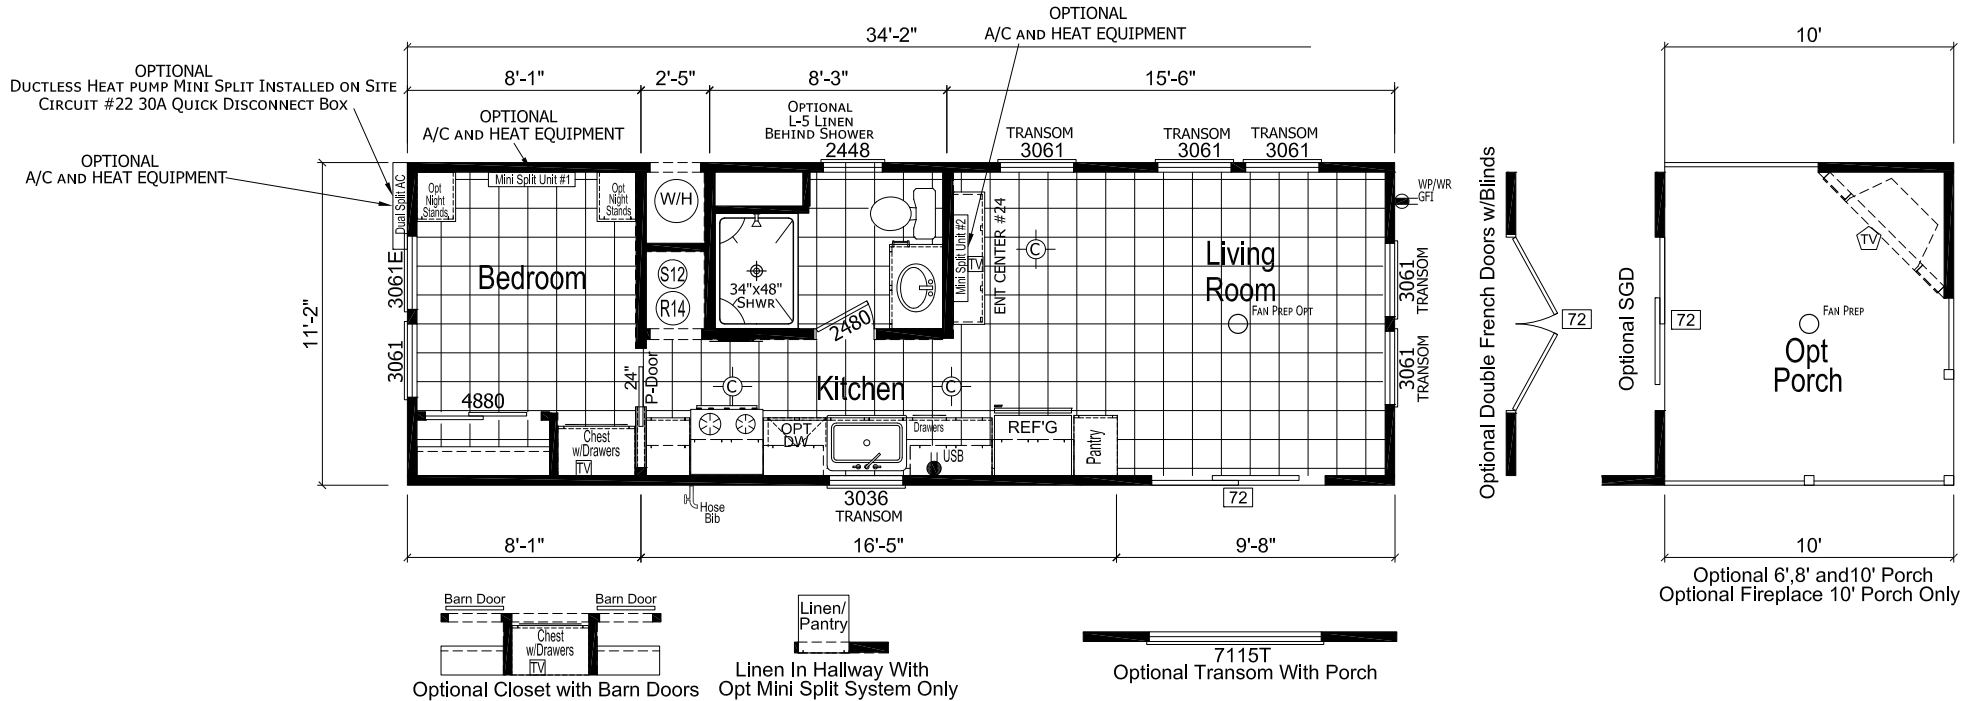 OPTIONAL
A/C AND HEAT EQUIPMENT
34'-2"
10'
OPTIONAL
DUCTLESS HEAT PUMP MINI SPLIT INSTALLED ON SITE
CIRCUIT #22 30A QUICK DISCONNECT BOX
8'-1"
2'-5"
8'-3"
15'-6"
OPTIONAL
A/C AND HEAT EQUIPMENT
OPTIONAL
L-5 LINEN
BEHIND SHOWER
2448
TRANSOM
3061
TRANSOM
3061
TRANSOM
3061
OPTIONAL
A/C AND HEAT EQUIPMENT
Dual Split AC
Opt
Night
Stands
Mini Split Unit #1
Opt
Night
Stands
W/H
WP/WR
GFI
11'-2"
3061E
3061
Bedroom
S12
R14
34"x48"
SHWR
2480
Mini Split Unit #2
TV
ENT CENTER #24
C
Living
Room
FAN PREP OPT
3061
TRANSOM
3061
TRANSOM
Optional Double French Doors w/Blinds
72
Optional SGD
72
TV
FAN PREP
Opt
Porch
4880
24"
P-Door
C
Kitchen
C
Chest
w/Drawers
TV
OPT
DW
Drawers
USB
REF'G
Pantry
Hose
Bib
3036
TRANSOM
72
8'-1"
16'-5"
9'-8"
10'
Optional 6',8' and10' Porch
Optional Fireplace 10' Porch Only
Barn Door
Barn Door
Chest
w/Drawers
TV
Optional Closet with Barn Doors
Linen/
Pantry
Linen In Hallway With
Opt Mini Split System Only
7115T
Optional Transom With Porch